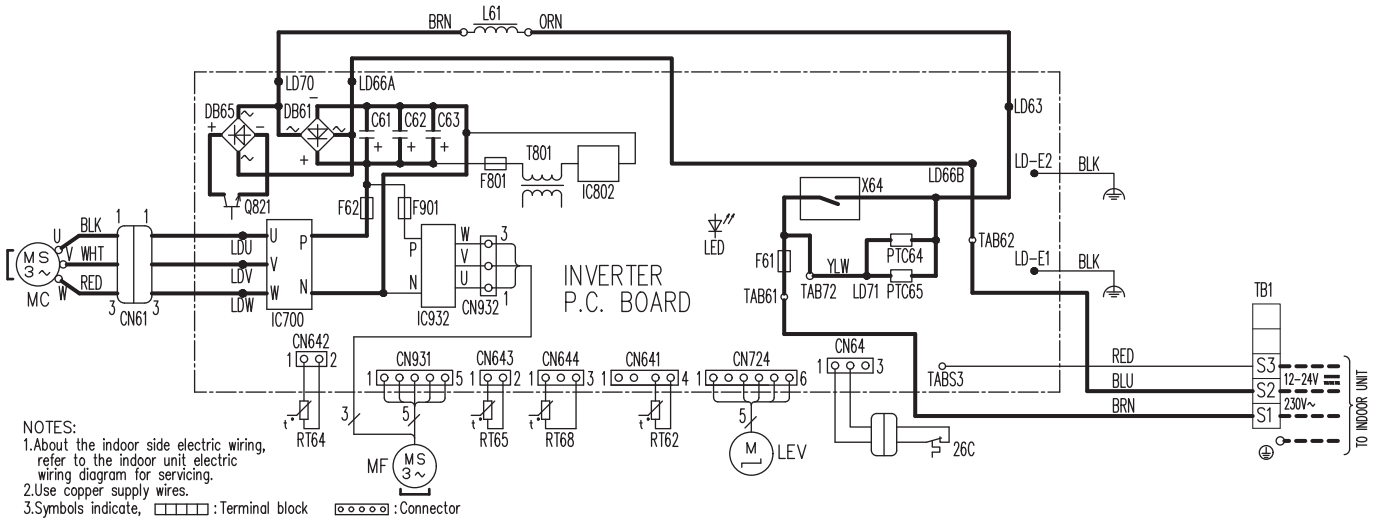 BRN L61 ORN
LD70 LD66A LD63
DB65 ~ DB61 − C61 C62 C63
+ − ~ ~
~ + + + +
T801
LD-E2 BLK
F801 IC802
LD66B
X64
Q821 F62 F901
1 1
U BLK LDU U P
V WHT LDV V
W RED LDW W N
MS 3~
MC
3 3
CN61
IC700
P W 3
V
N U 1
IC932 CN932
INVERTER
P.C. BOARD
LED
PTC64 TAB62
LD-E1 BLK
F61 YLW
TAB61 TAB72 LD71 PTC65
TB1
CN642
1 2
CN931
1 5
CN643
1 2
CN644
1 3
CN641
1 4
CN724
1 6
CN64
1 3
TABS3
RED S3
BLU S2
BRN S1
12-24V
230V~
TO INDOOR UNIT
t° RT64
3 5
t° RT65
t° RT68
t° RT62
5
M
LEV
26C
MF MS 3~
NOTES:
1.About the indoor side electric wiring,
refer to the indoor unit electric
wiring diagram for servicing.
2.Use copper supply wires.
3.Symbols indicate, :Terminal block :Connector